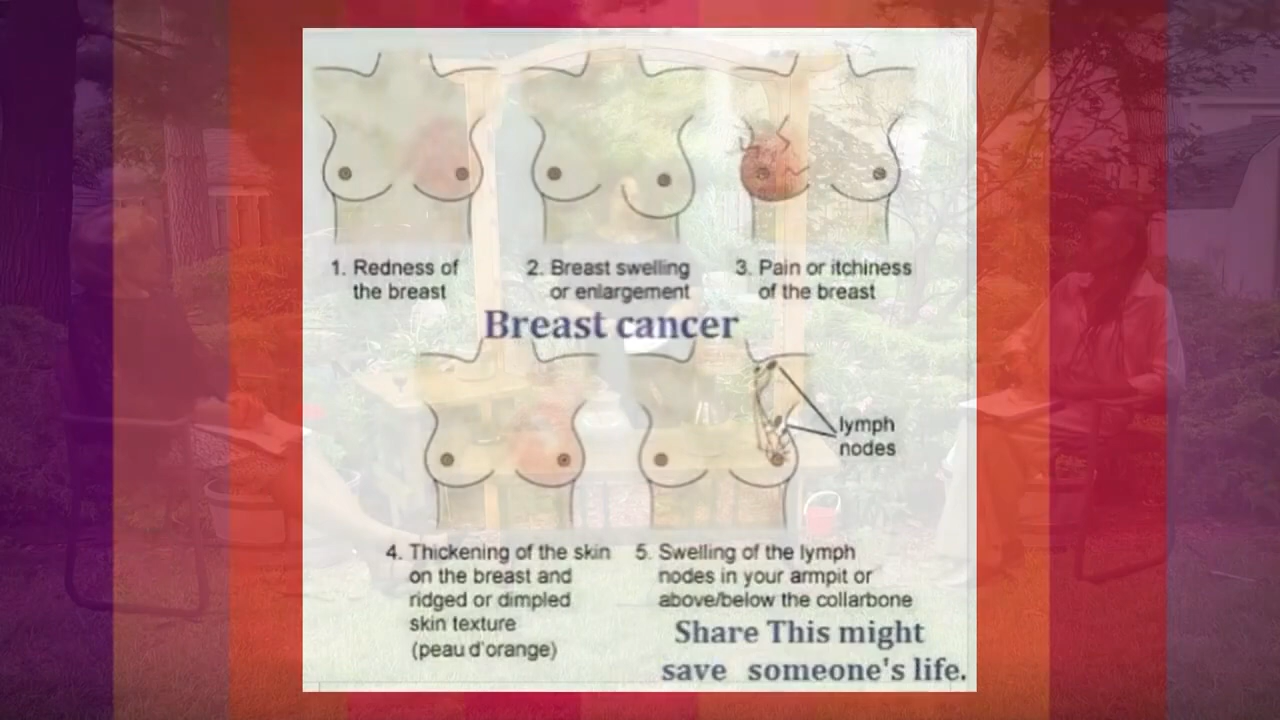 1. Redness of
the breast
2. Breast swelling
or enlargement
3. Pain or itchiness
of the breast
Breast cancer
lymph
nodes
4. Thickening of the skin
on the breast and
ridged or dimpled
skin texture
(peau d'orange)
5. Swelling of the lymph
nodes in your armpit or
above/below the collarbone
Share This might
save someone's life.